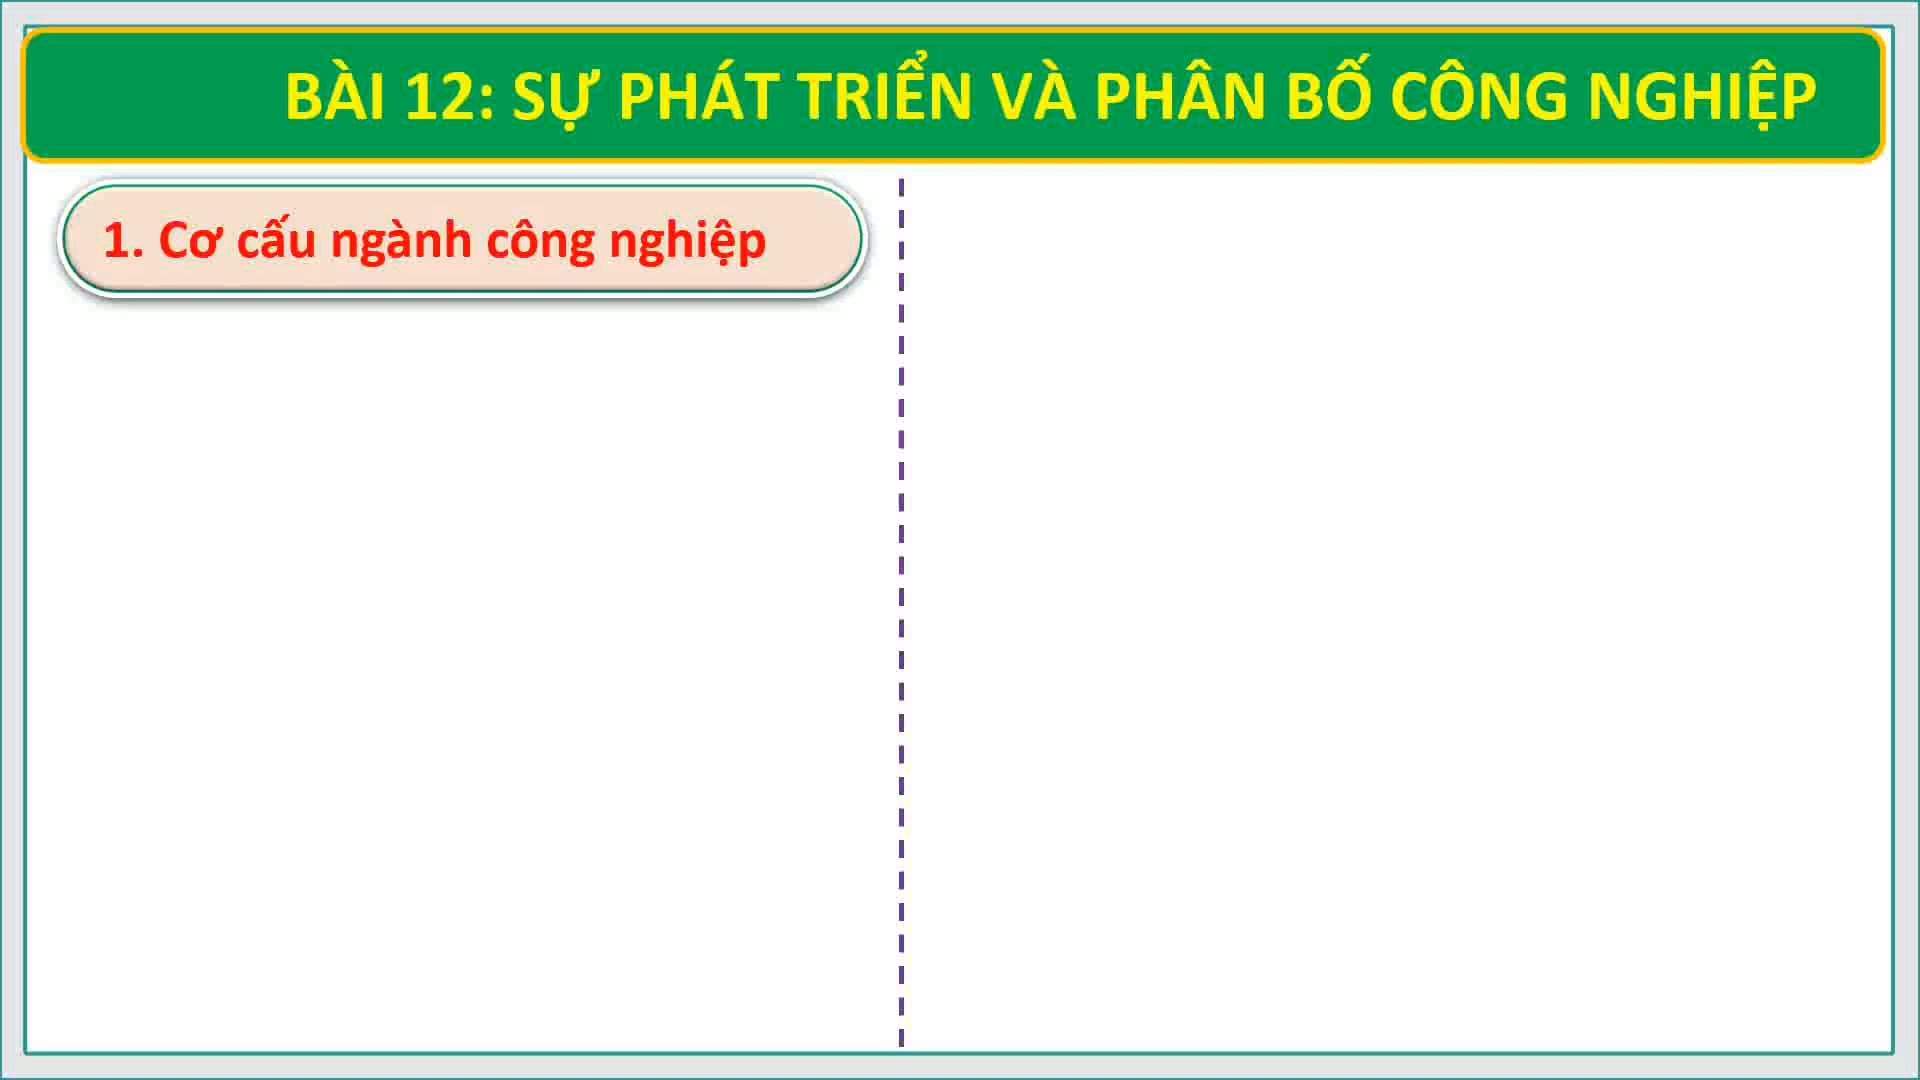 BÀI 12: SỰ PHÁT TRIỂN VÀ PHÂN BỐ CÔNG NGHIỆP
1. Cơ cấu ngành công nghiệp